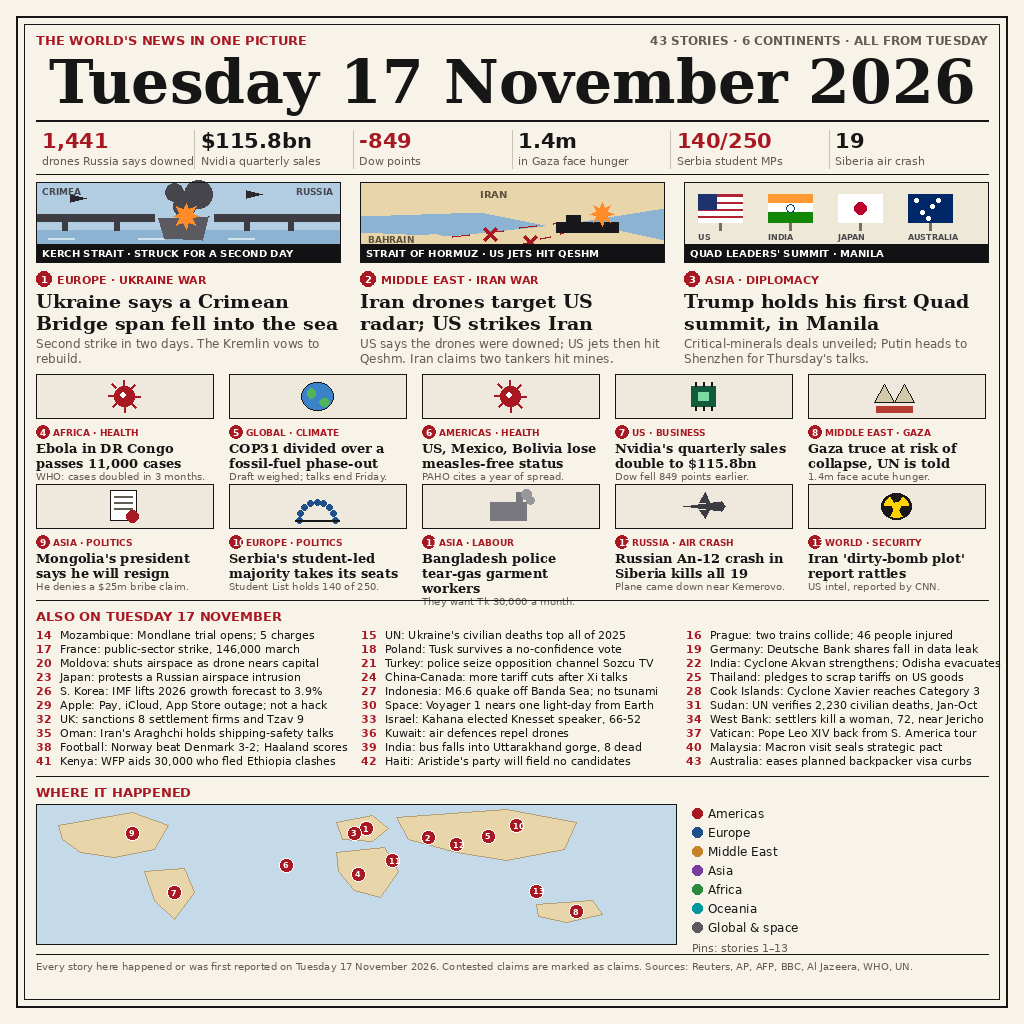 THE WORLD'S NEWS IN ONE PICTURE
43 STORIES · 6 CONTINENTS · ALL FROM TUESDAY
Tuesday 17 November 2026
1,441
drones Russia says downed
$115.8bn
Nvidia quarterly sales
-849
Dow points
1.4m
in Gaza face hunger
140/250
Serbia student MPs
19
Siberia air crash
CRIMEA
RUSSIA
KERCH STRAIT · STRUCK FOR A SECOND DAY
IRAN
BAHRAIN
STRAIT OF HORMUZ · US JETS HIT QESHM
US
INDIA
JAPAN
AUSTRALIA
QUAD LEADERS' SUMMIT · MANILA
1 EUROPE · UKRAINE WAR
Ukraine says a Crimean
Bridge span fell into the sea
Second strike in two days. The Kremlin vows to
rebuild.
2 MIDDLE EAST · IRAN WAR
Iran drones target US
radar; US strikes Iran
US says the drones were downed; US jets then hit
Qeshm. Iran claims two tankers hit mines.
3 ASIA · DIPLOMACY
Trump holds his first Quad
summit, in Manila
Critical-minerals deals unveiled; Putin heads to
Shenzhen for Thursday's talks.
4 AFRICA · HEALTH
Ebola in DR Congo
passes 11,000 cases
WHO: cases doubled in 3 months.
5 GLOBAL · CLIMATE
COP31 divided over a
fossil-fuel phase-out
Draft weighed; talks end Friday.
6 AMERICAS · HEALTH
US, Mexico, Bolivia lose
measles-free status
PAHO cites a year of spread.
7 US · BUSINESS
Nvidia's quarterly sales
double to $115.8bn
Dow fell 849 points earlier.
8 MIDDLE EAST · GAZA
Gaza truce at risk of
collapse, UN is told
1.4m face acute hunger.
9 ASIA · POLITICS
Mongolia's president
says he will resign
He denies a $25m bribe claim.
10 EUROPE · POLITICS
Serbia's student-led
majority takes its seats
Student List holds 140 of 250.
11 ASIA · LABOUR
Bangladesh police
tear-gas garment
workers
They want Tk 30,000 a month.
12 RUSSIA · AIR CRASH
Russian An-12 crash in
Siberia kills all 19
Plane came down near Kemerovo.
13 WORLD · SECURITY
Iran 'dirty-bomb plot'
report rattles
US intel, reported by CNN.
ALSO ON TUESDAY 17 NOVEMBER
14 Mozambique: Mondlane trial opens; 5 charges
15 UN: Ukraine's civilian deaths top all of 2025
16 Prague: two trains collide; 46 people injured
17 France: public-sector strike, 146,000 march
18 Poland: Tusk survives a no-confidence vote
19 Germany: Deutsche Bank shares fall in data leak
20 Moldova: shuts airspace as drone nears capital
21 Turkey: police seize opposition channel Sozcu TV
22 India: Cyclone Akvan strengthens; Odisha evacuates
23 Japan: protests a Russian airspace intrusion
24 China-Canada: more tariff cuts after Xi talks
25 Thailand: pledges to scrap tariffs on US goods
26 S. Korea: IMF lifts 2026 growth forecast to 3.9%
27 Indonesia: M6.6 quake off Banda Sea; no tsunami
28 Cook Islands: Cyclone Xavier reaches Category 3
29 Apple: Pay, iCloud, App Store outage; not a hack
30 Space: Voyager 1 nears one light-day from Earth
31 Sudan: UN verifies 2,230 civilian deaths, Jan-Oct
32 UK: sanctions 8 settlement firms and Tzav 9
33 Israel: Kahana elected Knesset speaker, 66-52
34 West Bank: settlers kill a woman, 72, near Jericho
35 Oman: Iran's Araghchi holds shipping-safety talks
36 Kuwait: air defences repel drones
37 Vatican: Pope Leo XIV back from S. America tour
38 Football: Norway beat Denmark 3-2; Haaland scores
39 India: bus falls into Uttarakhand gorge, 8 dead
40 Malaysia: Macron visit seals strategic pact
41 Kenya: WFP aids 30,000 who fled Ethiopia clashes
42 Haiti: Aristide's party will field no candidates
43 Australia: eases planned backpacker visa curbs
WHERE IT HAPPENED
9
3
1
2
12
5
10
6
4
11
7
13
8
Americas
Europe
Middle East
Asia
Africa
Oceania
Global & space
Pins: stories 1–13
Every story here happened or was first reported on Tuesday 17 November 2026. Contested claims are marked as claims. Sources: Reuters, AP, AFP, BBC, Al Jazeera, WHO, UN.